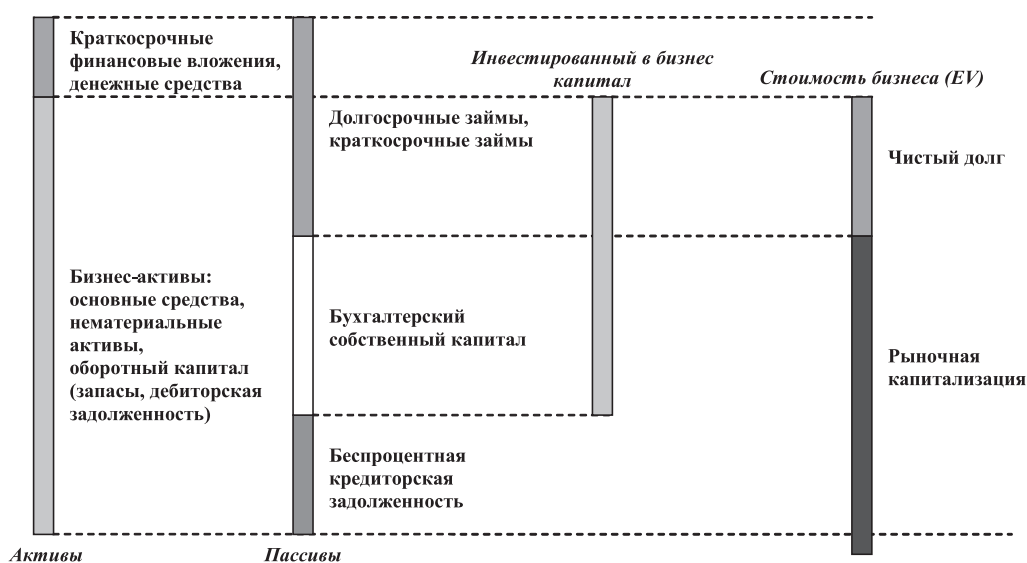 Краткосрочные
финансовые вложения,
денежные средства
Инвестированный в бизнес
капитал
Стоимость бизнеса (EV)
Долгосрочные займы,
краткосрочные займы
Чистый долг
Бизнес-активы:
основные средства,
нематериальные
активы,
оборотный капитал
(запасы, дебиторская
задолженность)
Бухгалтерский
собственный капитал
Рыночная
капитализация
Беспроцентная
кредиторская
задолженность
Активы
Пассивы